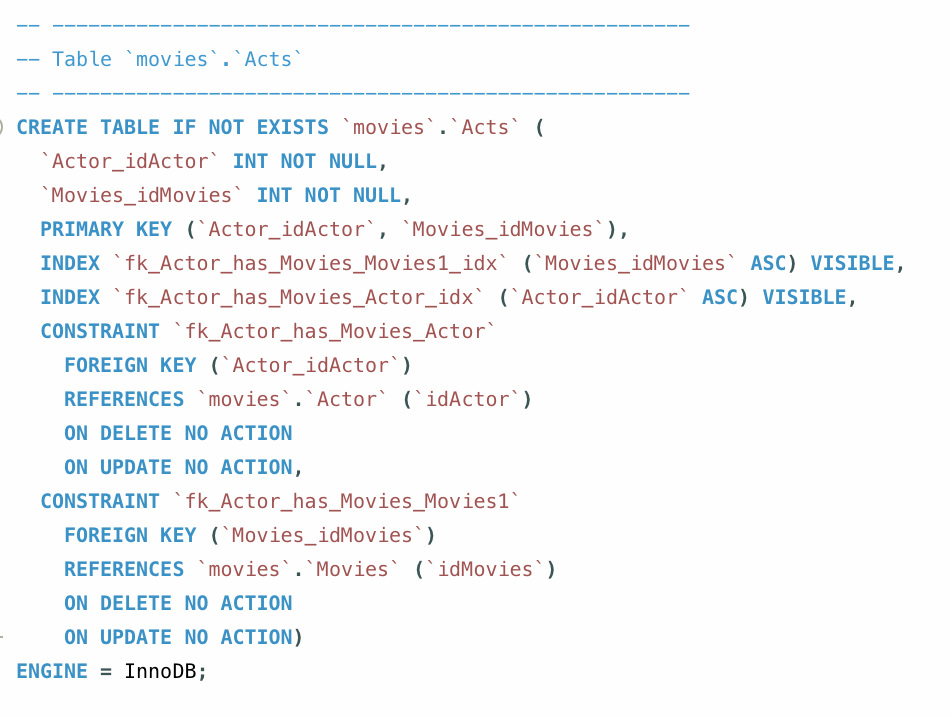 -- -----------------------------------------------------
-- Table `movies`.`Acts`
-- -----------------------------------------------------
CREATE TABLE IF NOT EXISTS `movies`.`Acts` (
  `Actor_idActor` INT NOT NULL,
  `Movies_idMovies` INT NOT NULL,
  PRIMARY KEY (`Actor_idActor`, `Movies_idMovies`),
  INDEX `fk_Actor_has_Movies_Movies1_idx` (`Movies_idMovies` ASC) VISIBLE,
  INDEX `fk_Actor_has_Movies_Actor_idx` (`Actor_idActor` ASC) VISIBLE,
  CONSTRAINT `fk_Actor_has_Movies_Actor`
    FOREIGN KEY (`Actor_idActor`)
    REFERENCES `movies`.`Actor` (`idActor`)
    ON DELETE NO ACTION
    ON UPDATE NO ACTION,
  CONSTRAINT `fk_Actor_has_Movies_Movies1`
    FOREIGN KEY (`Movies_idMovies`)
    REFERENCES `movies`.`Movies` (`idMovies`)
    ON DELETE NO ACTION
    ON UPDATE NO ACTION)
ENGINE = InnoDB;